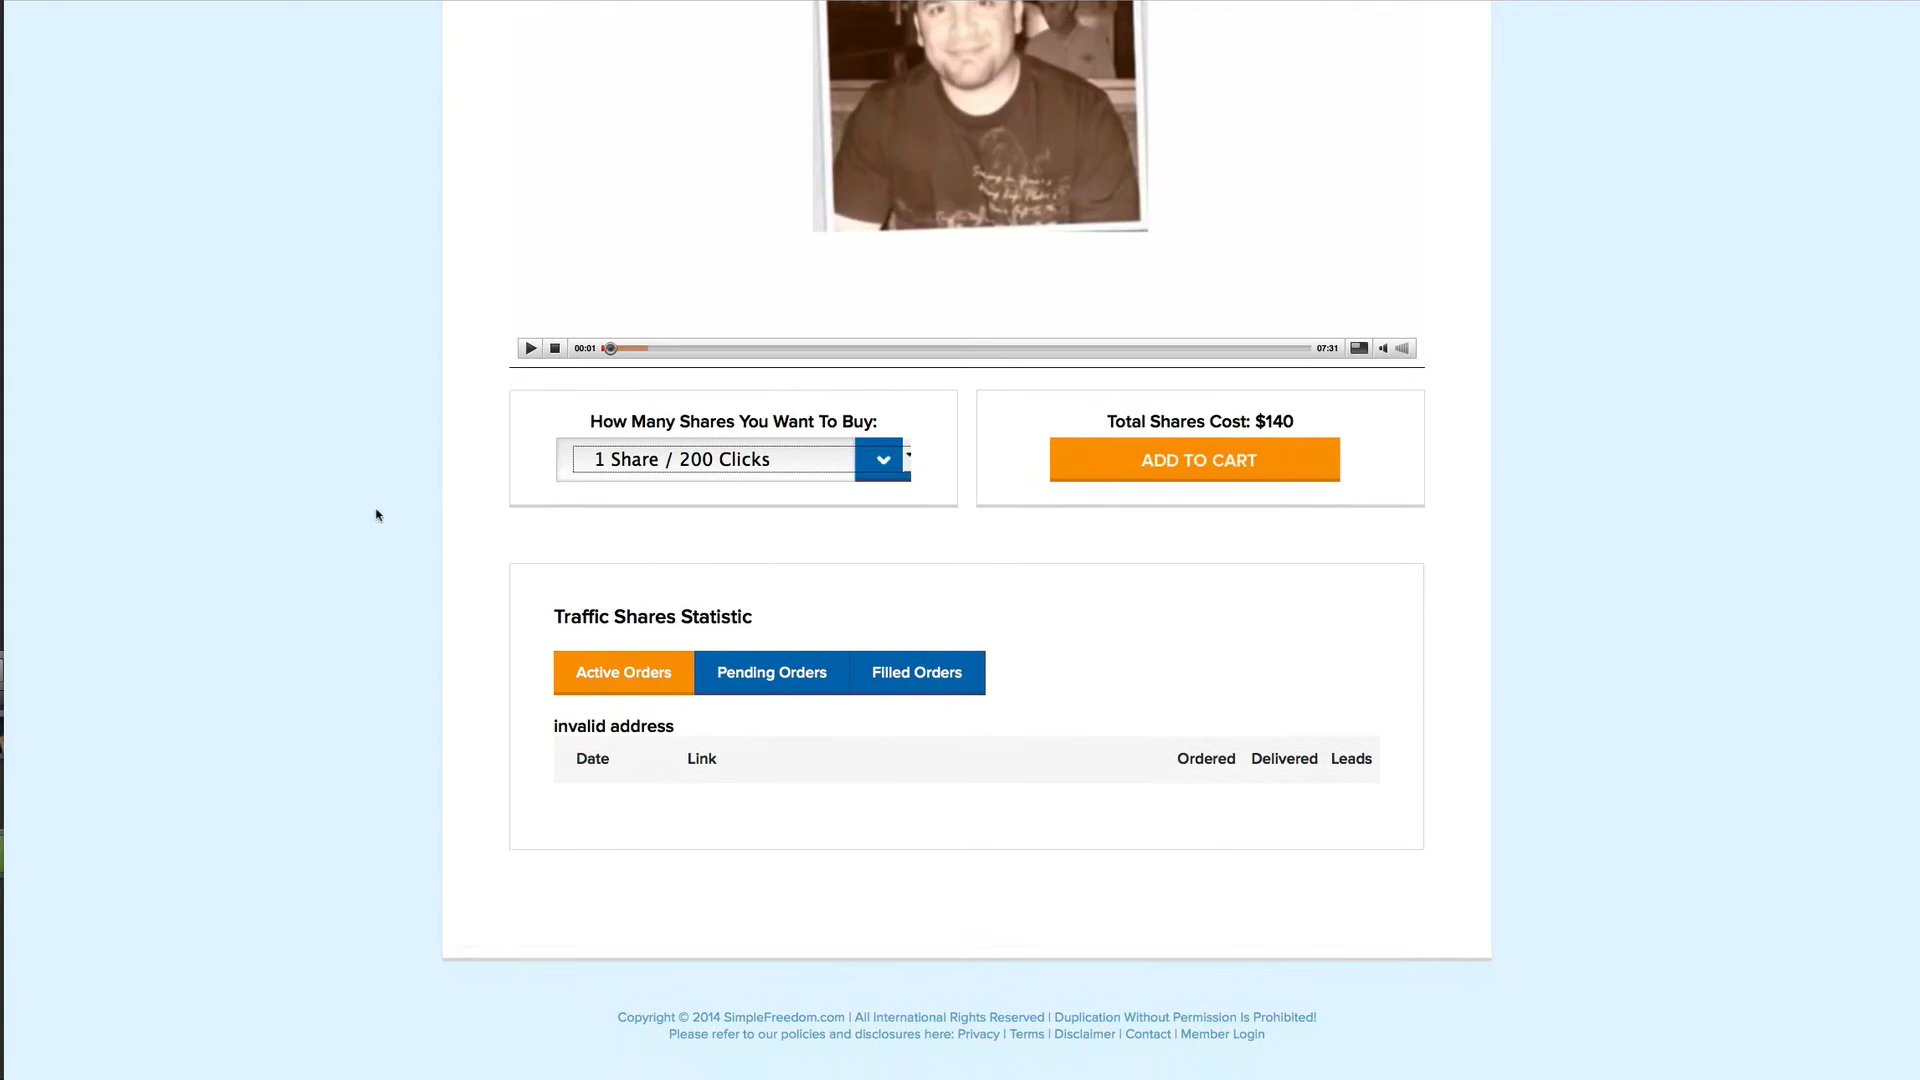 00:01
07:31
How Many Shares You Want To Buy:
1 Share / 200 Clicks
Total Shares Cost: $140
ADD TO CART
Traffic Shares Statistic
Active Orders
Pending Orders
Filled Orders
invalid address
Date Link Ordered Delivered Leads
Copyright © 2014 SimpleFreedom.com | All International Rights Reserved | Duplication Without Permission Is Prohibited!
Please refer to our policies and disclosures here: Privacy | Terms | Disclaimer | Contact | Member Login